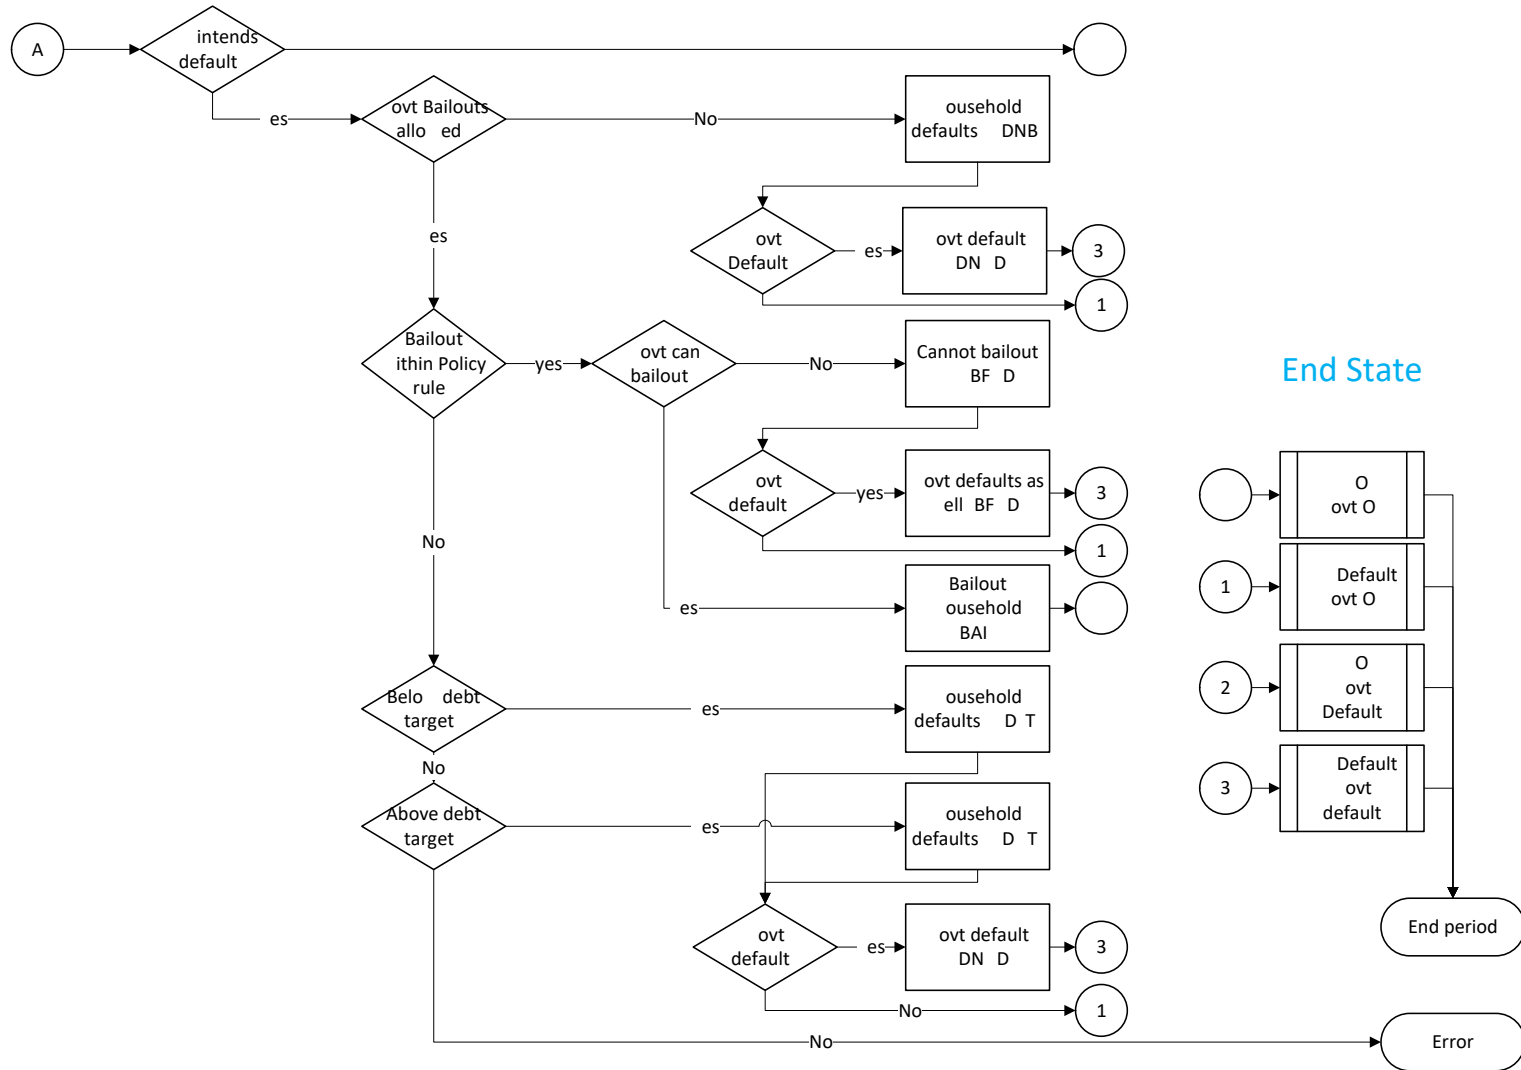 A
intends
default
es
ovt Bailouts
allo ed
No
ousehold
defaults DNB
es
ovt
Default
es
ovt default
DN D
3
1
Bailout
ithin Policy
rule
yes
ovt can
bailout
No
Cannot bailout
BF D
End State
ovt
default
yes
ovt defaults as
ell BF D
3
1
No
es
Bailout
ousehold
BAI
O
ovt O
1
Default
ovt O
2
O
ovt
Default
3
Default
ovt
default
Belo debt
target
es
ousehold
defaults D T
No
Above debt
target
es
ousehold
defaults D T
ovt
default
es
ovt default
DN D
3
No
1
End period
No
Error